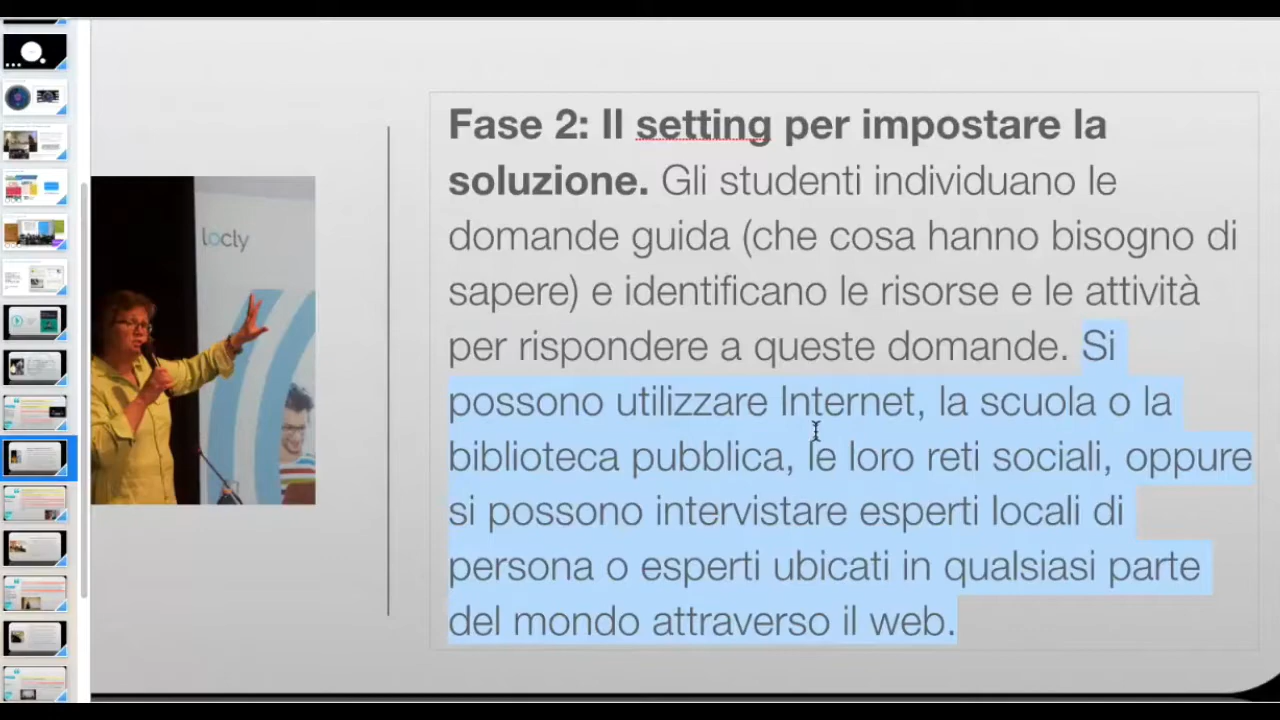 locly
Fase 2: Il setting per impostare la
soluzione. Gli studenti individuano le
domande guida (che cosa hanno bisogno di
sapere) e identificano le risorse e le attività
per rispondere a queste domande. Si
possono utilizzare Internet, la scuola o la
biblioteca pubblica, le loro reti sociali, oppure
si possono intervistare esperti locali di
persona o esperti ubicati in qualsiasi parte
del mondo attraverso il web.